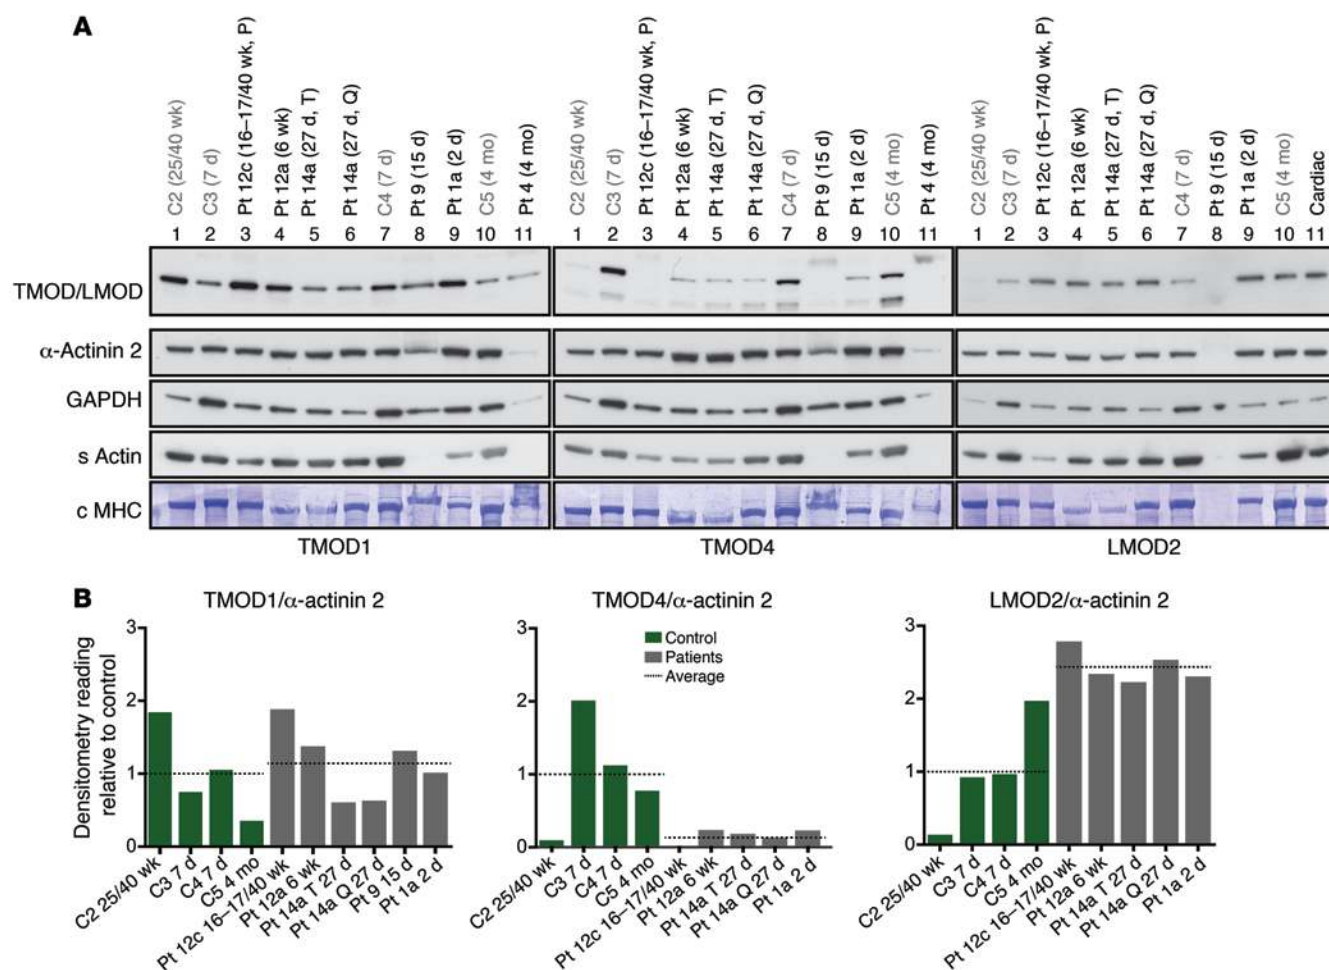 A
C2 (25/40 wk)
C3 (7 d)
Pt 12c (16–17/40 wk, P)
Pt 12a (6 wk)
Pt 14a (27 d, T)
Pt 14a (27 d, Q)
C4 (7 d)
Pt 9 (15 d)
Pt 1a (2 d)
C5 (4 mo)
Pt 4 (4 mo)
C2 (25/40 wk)
C3 (7 d)
Pt 12c (16–17/40 wk, P)
Pt 12a (6 wk)
Pt 14a (27 d, T)
Pt 14a (27 d, Q)
C4 (7 d)
Pt 9 (15 d)
Pt 1a (2 d)
C5 (4 mo)
Pt 4 (4 mo)
C2 (25/40 wk)
C3 (7 d)
Pt 12c (16–17/40 wk, P)
Pt 12a (6 wk)
Pt 14a (27 d, T)
Pt 14a (27 d, Q)
C4 (7 d)
Pt 9 (15 d)
Pt 1a (2 d)
C5 (4 mo)
Cardiac
1 2 3 4 5 6 7 8 9 10 11 1 2 3 4 5 6 7 8 9 10 11 1 2 3 4 5 6 7 8 9 10 11
TMOD/LMOD
α-Actinin 2
GAPDH
s Actin
c MHC
TMOD1 TMOD4 LMOD2
B
TMOD1/α-actinin 2
Densitometry reading
relative to control
3
2
1
0
C2 25/40 wk
C3 7 d
C4 7 d
C5 4 mo
Pt 12c 16–17/40 wk
Pt 12a 6 wk
Pt 14a T 27 d
Pt 14a Q 27 d
Pt 9 15 d
Pt 1a 2 d
TMOD4/α-actinin 2
Control
Patients
Average
3
2
1
0
C2 25/40 wk
C3 7 d
C4 7 d
C5 4 mo
Pt 12c 16–17/40 wk
Pt 12a 6 wk
Pt 14a T 27 d
Pt 14a Q 27 d
Pt 1a 2 d
LMOD2/α-actinin 2
3
2
1
0
C2 25/40 wk
C3 7 d
C4 7 d
C5 4 mo
Pt 12c 16–17/40 wk
Pt 12a 6 wk
Pt 14a T 27 d
Pt 14a Q 27 d
Pt 1a 2 d